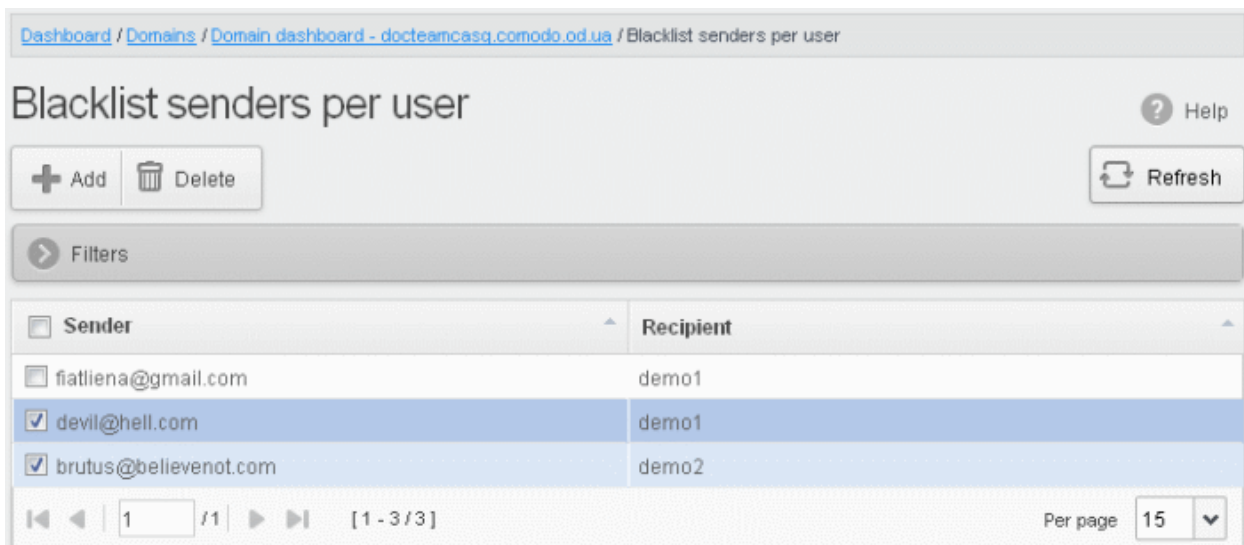 Dashboard / Domains / Domain dashboard - docteamcasg.comodo.od.ua / Blacklist senders per user
Blacklist senders per user
Help
Add Delete
Refresh
Filters
Sender Recipient
fiatliena@gmail.com demo1
devil@hell.com demo1
brutus@believenot.com demo2
1 /1 [1 - 3 / 3] Per page 15